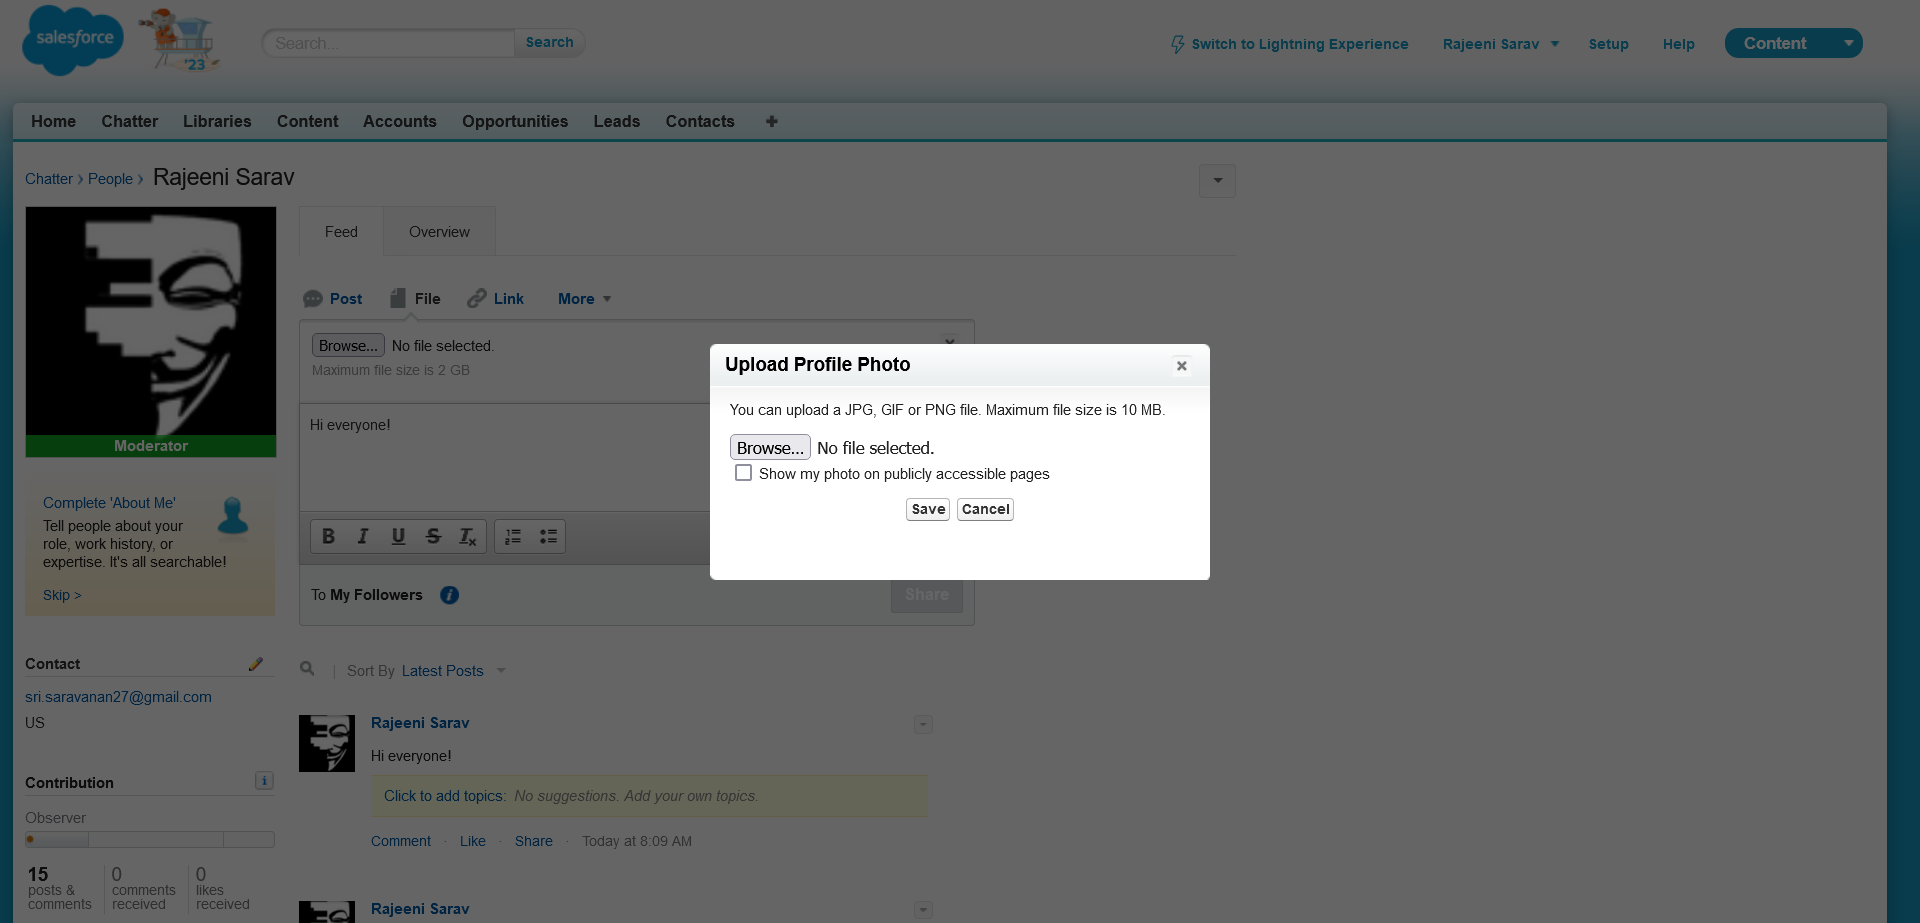 salesforce
'23
Search...
Search
Switch to Lightning Experience
Rajeeni Sarav
Setup
Help
Content
Home
Chatter
Libraries
Content
Accounts
Opportunities
Leads
Contacts
Chatter › People › Rajeeni Sarav
Moderator
Complete 'About Me'
Tell people about your
role, work history, or
expertise. It's all searchable!
Skip >
Contact
sri.saravanan27@gmail.com
US
Contribution
Observer
15
posts &
comments
0
comments
received
0
likes
received
Feed
Overview
Post
File
Link
More
Browse... No file selected.
Maximum file size is 2 GB
Hi everyone!
To My Followers
Share
Upload Profile Photo
You can upload a JPG, GIF or PNG file. Maximum file size is 10 MB.
Browse... No file selected.
Show my photo on publicly accessible pages
Save
Cancel
Sort By Latest Posts
Rajeeni Sarav
Hi everyone!
Click to add topics: No suggestions. Add your own topics.
Comment · Like · Share · Today at 8:09 AM
Rajeeni Sarav